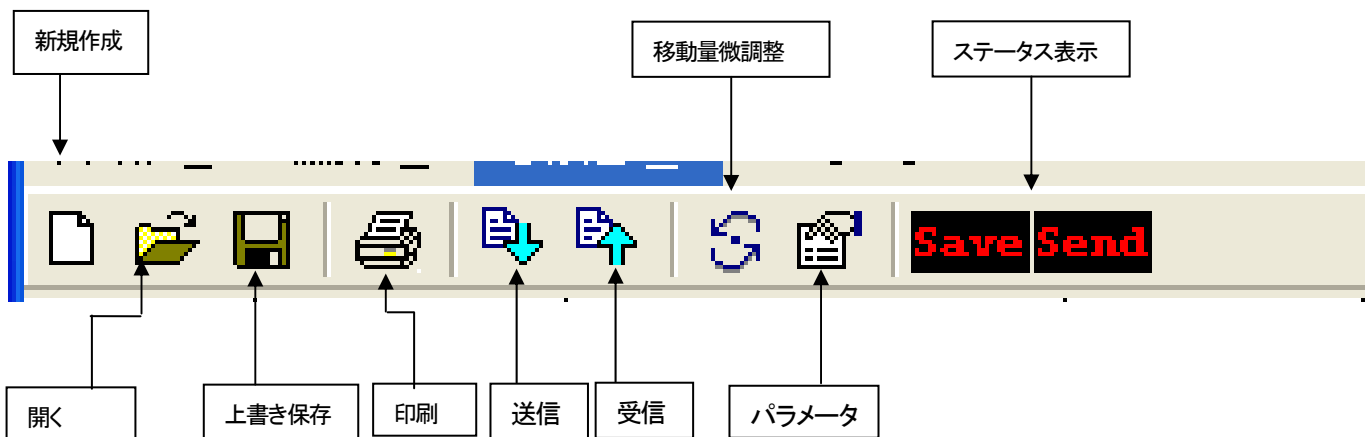 新規作成
移動量微調整
ステータス表示
Save Send
開く
上書き保存
印刷
送信
受信
パラメータ